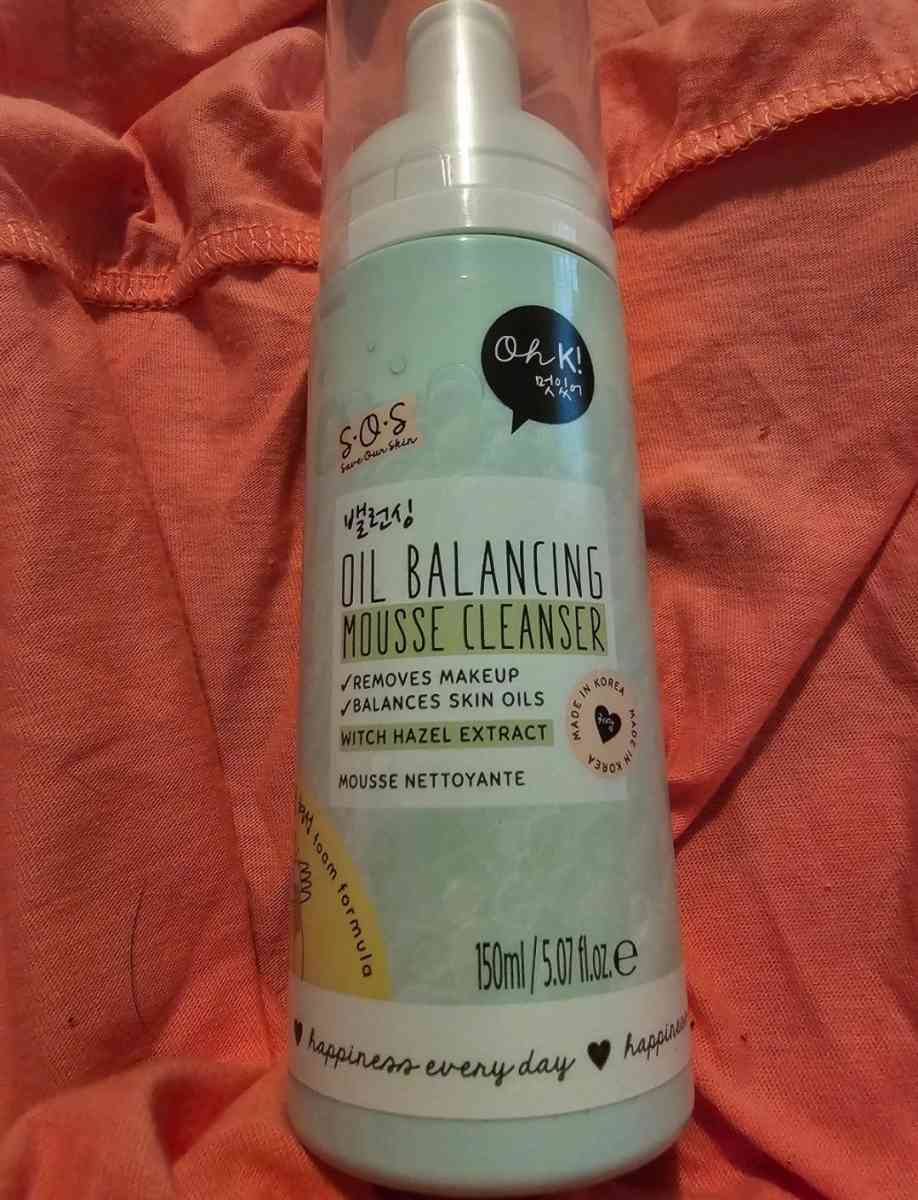 Oh K!
멋있어
S·O·S
Save Our Skin
밸런싱
OIL BALANCING
MOUSSE CLEANSER
✓REMOVES MAKEUP
✓BALANCES SKIN OILS
WITCH HAZEL EXTRACT
MADE IN KOREA MADE IN KOREA
MOUSSE NETTOYANTE
foam formula
150ml / 5.07 fl.oz. e
♥ happiness every day ♥ happiness